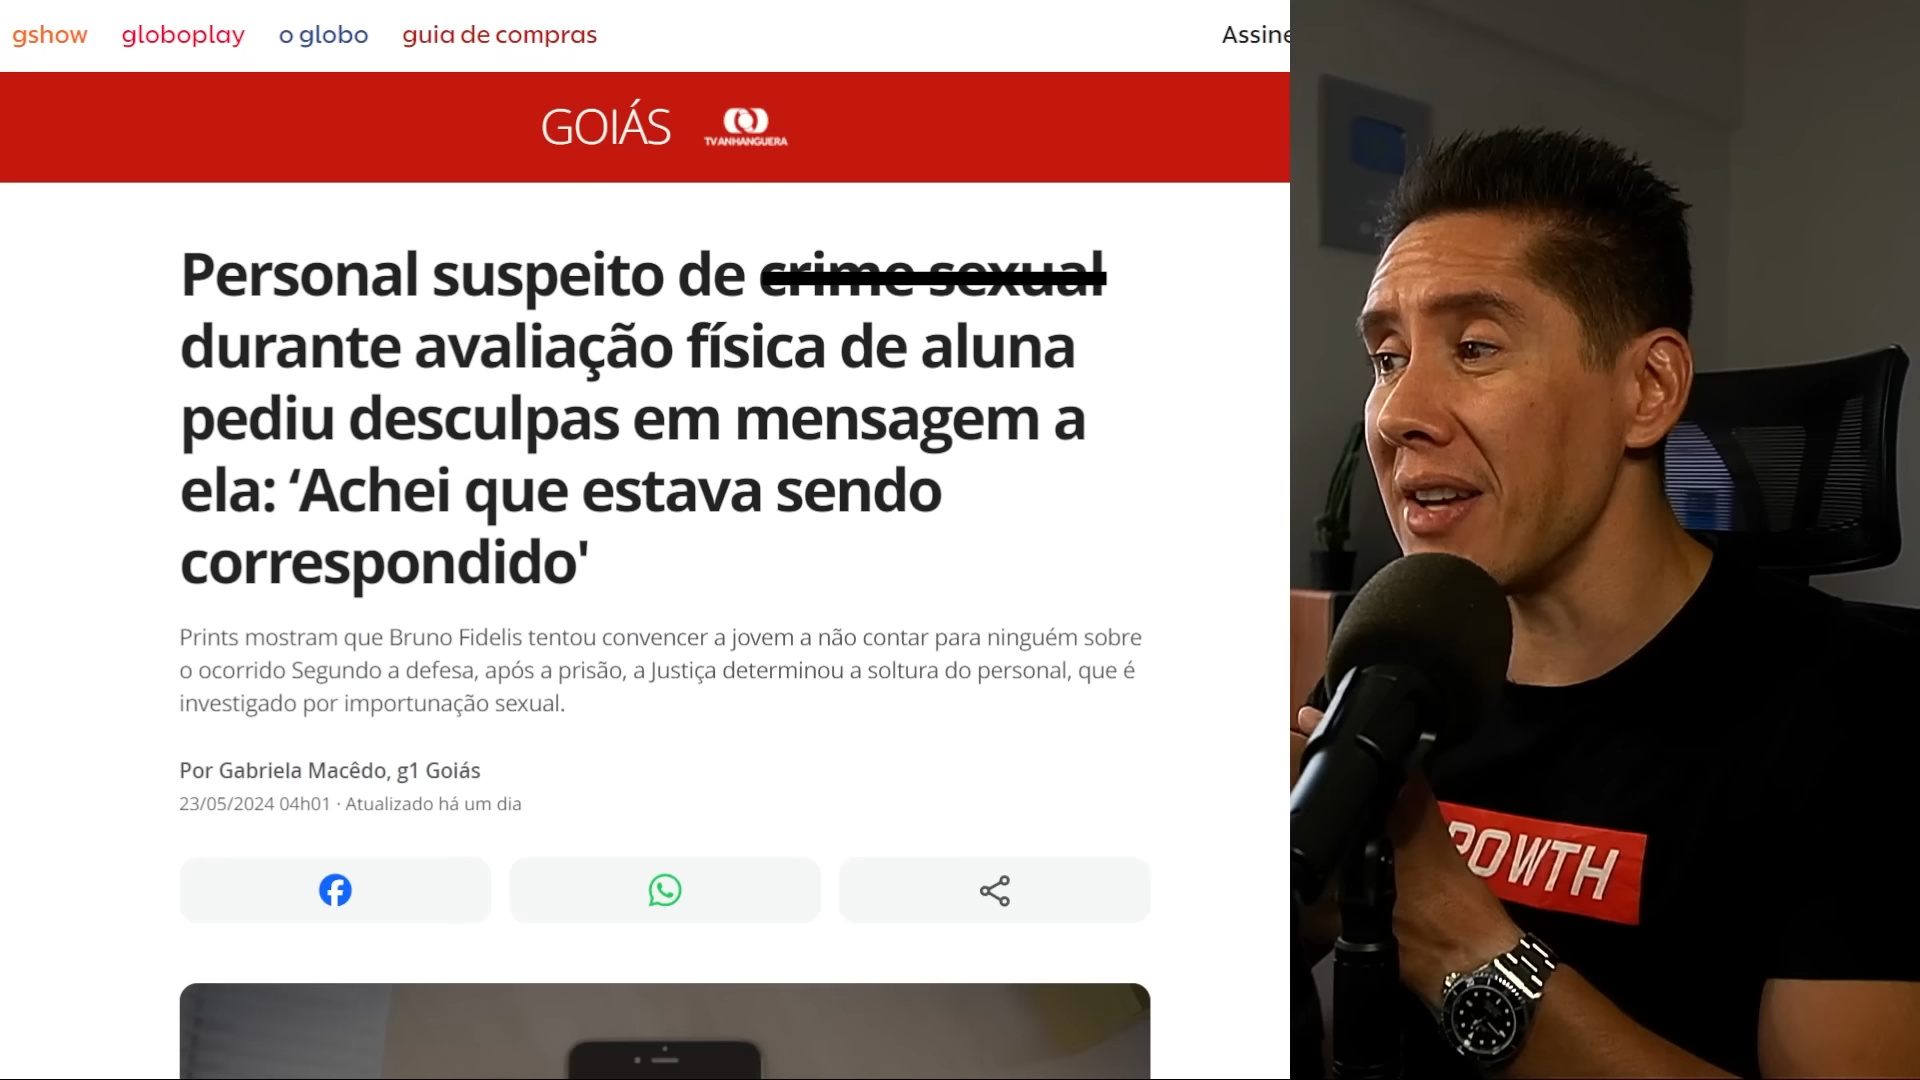 gshow globoplay o globo guia de compras Assine
GOIÁS TV ANHANGUERA
Personal suspeito de crime sexual
durante avaliação física de aluna
pediu desculpas em mensagem a
ela: ‘Achei que estava sendo
correspondido'
Prints mostram que Bruno Fidelis tentou convencer a jovem a não contar para ninguém sobre
o ocorrido Segundo a defesa, após a prisão, a Justiça determinou a soltura do personal, que é
investigado por importunação sexual.
Por Gabriela Macêdo, g1 Goiás
23/05/2024 04h01 · Atualizado há um dia
ROWTH